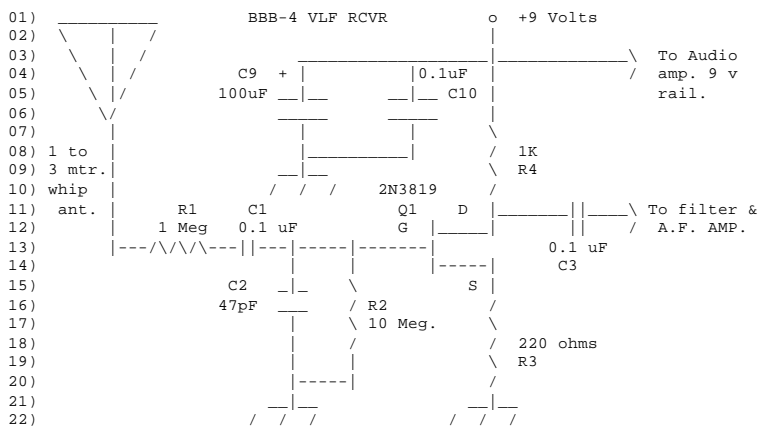 01) BBB-4 VLF RCVR o +9 Volts
02)
03) To Audio
04) C9 + 0.1uF amp. 9 v
05) 100uF C10 rail.
06)
07)
08) 1 to 1K
09) 3 mtr. R4
10) whip 2N3819
11) ant. R1 C1 Q1 D To filter &
12) 1 Meg 0.1 uF G A.F. AMP.
13) 0.1 uF
14) C3
15) C2 S
16) 47pF R2
17) 10 Meg.
18) 220 ohms
19) R3
20)
21)
22)